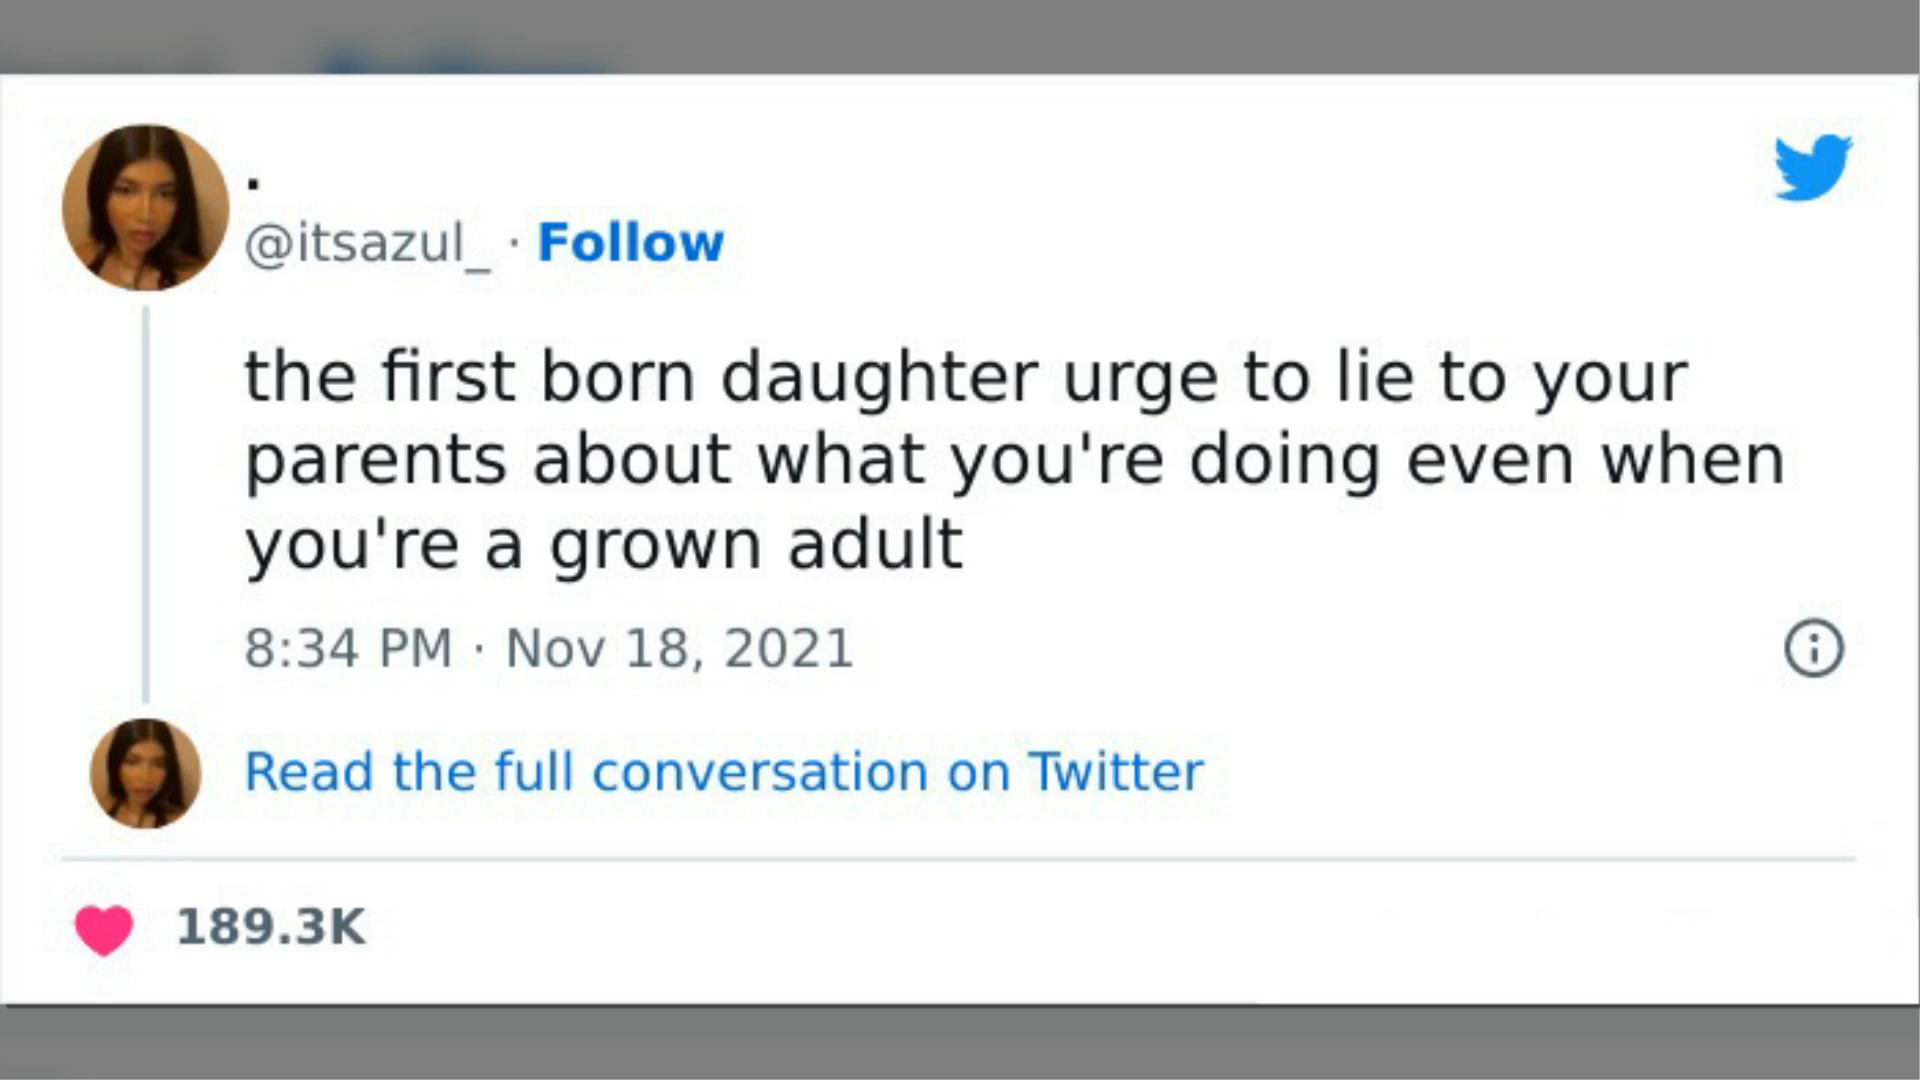 .
@itsazul_ · Follow
the first born daughter urge to lie to your
parents about what you're doing even when
you're a grown adult
8:34 PM · Nov 18, 2021
Read the full conversation on Twitter
189.3K